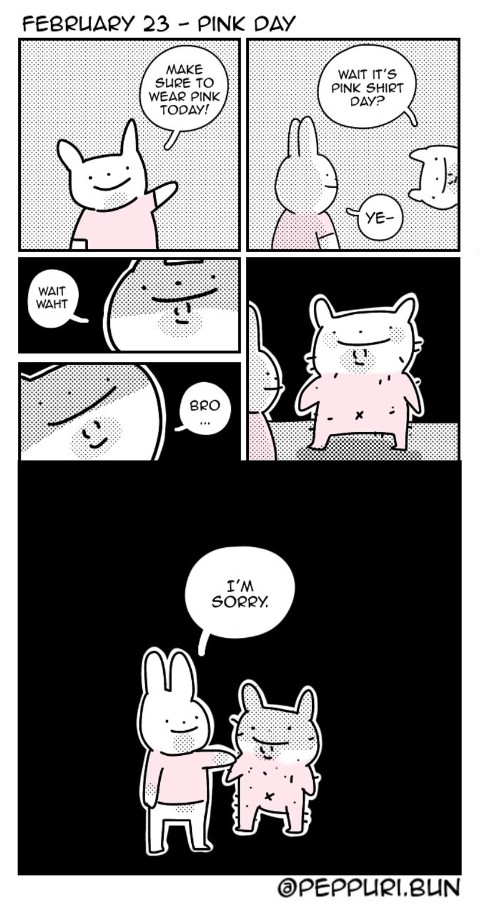 FEBRUARY 23 - PINK DAY
MAKE
SURE TO
WEAR PINK
TODAY!
WAIT IT'S
PINK SHIRT
DAY?
YE-
WAIT
WAHT
BRO
...
I'M
SORRY.
@PEPPURI.BUN